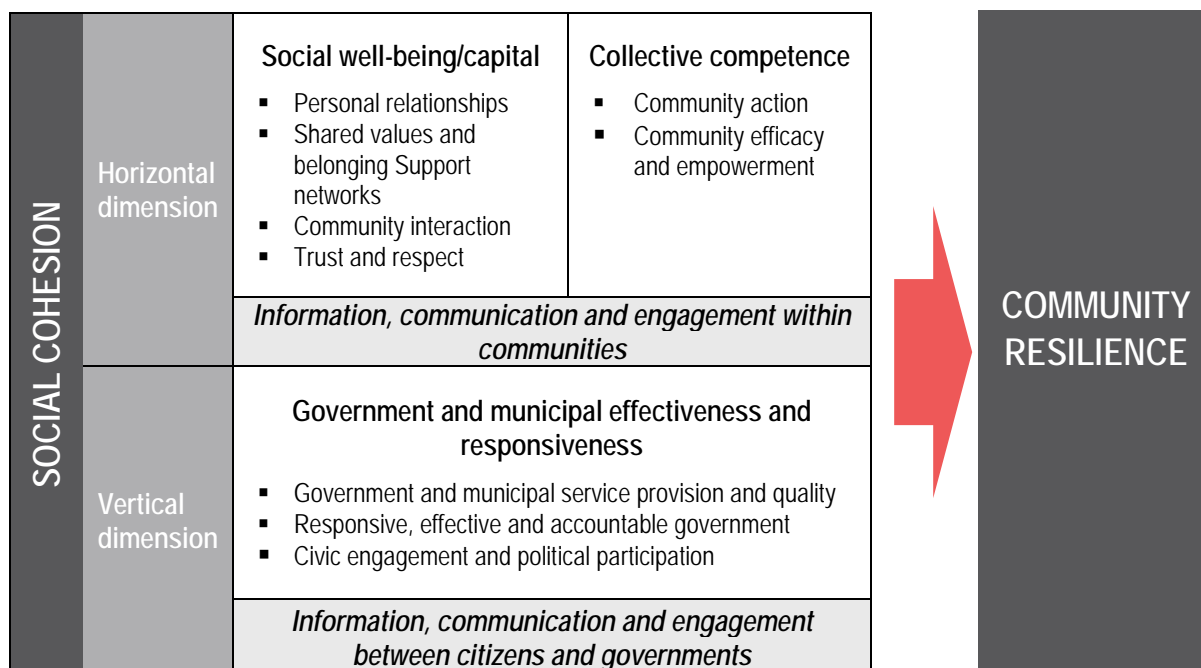 SOCIAL COHESION
Horizontal
dimension
Social well-being/capital
▪ Personal relationships
▪ Shared values and
belonging Support
networks
▪ Community interaction
▪ Trust and respect
Collective competence
▪ Community action
▪ Community efficacy
and empowerment
Information, communication and engagement within
communities
Vertical
dimension
Government and municipal effectiveness and
responsiveness
▪ Government and municipal service provision and quality
▪ Responsive, effective and accountable government
▪ Civic engagement and political participation
Information, communication and engagement
between citizens and governments
COMMUNITY
RESILIENCE